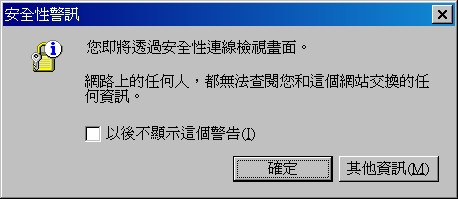 安全性警訊
您即將透過安全性連線檢視畫面。
網路上的任何人，都無法查閱您和這個網站交換的任
何資訊。
以後不顯示這個警告(I)
確定
其他資訊(M)